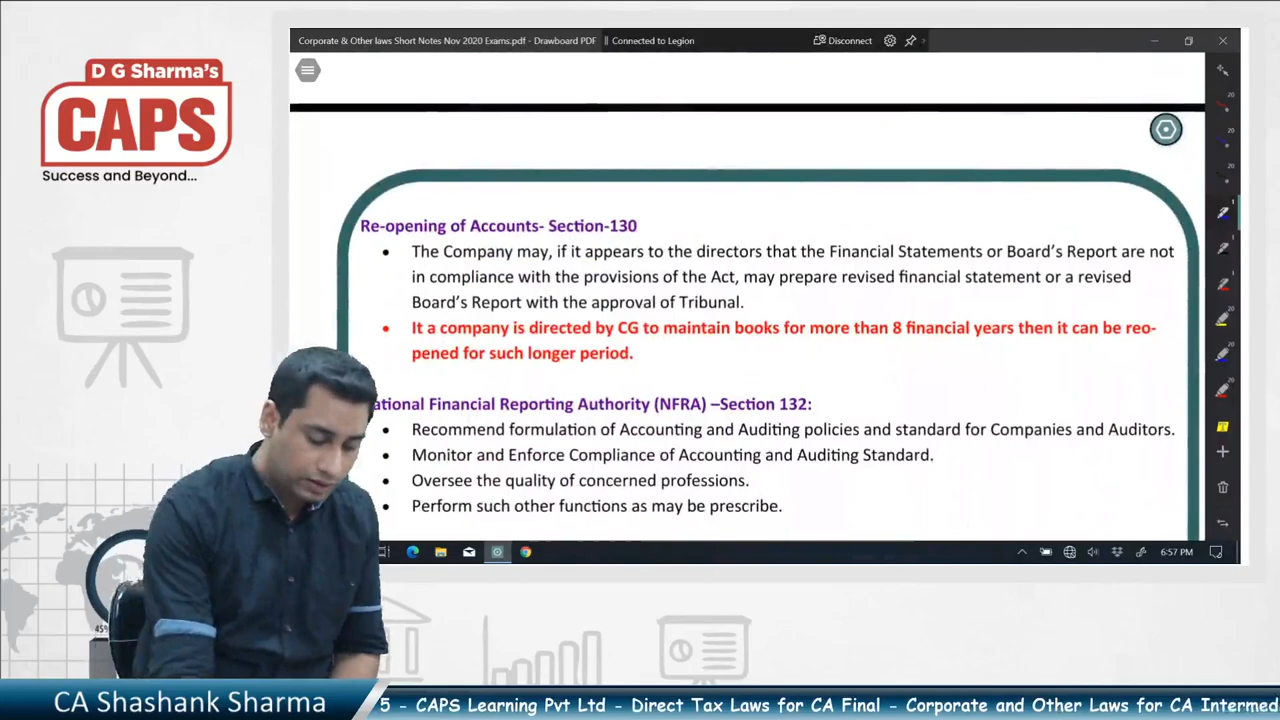 D G Sharma's
CAPS
Success and Beyond...
Corporate & Other laws Short Notes Nov 2020 Exams.pdf - Drawboard PDF
Connected to Legion
Disconnect
Re-opening of Accounts- Section-130
The Company may, if it appears to the directors that the Financial Statements or Board's Report are not
in compliance with the provisions of the Act, may prepare revised financial statement or a revised
Board's Report with the approval of Tribunal.
It a company is directed by CG to maintain books for more than 8 financial years then it can be reo-
pened for such longer period.
ational Financial Reporting Authority (NFRA) –Section 132:
Recommend formulation of Accounting and Auditing policies and standard for Companies and Auditors.
Monitor and Enforce Compliance of Accounting and Auditing Standard.
Oversee the quality of concerned professions.
Perform such other functions as may be prescribe.
6:57 PM
45%
CA Shashank Sharma
5 - CAPS Learning Pvt Ltd - Direct Tax Laws for CA Final - Corporate and Other Laws for CA Intermed